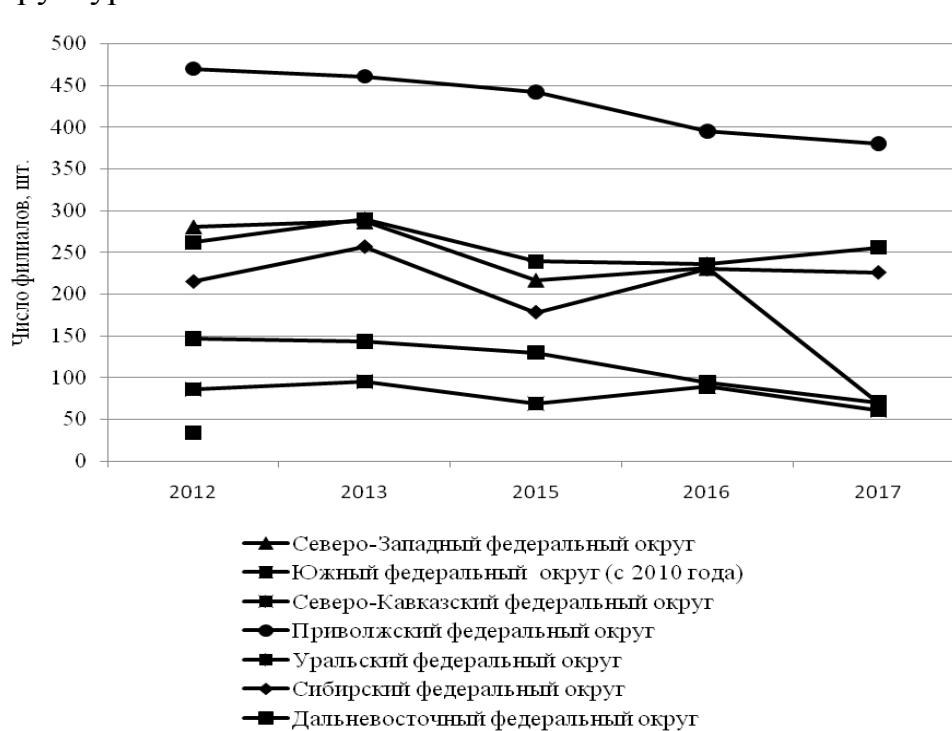 Число филиалов, шт.
500
450
400
350
300
250
200
150
100
50
0
2012 2013 2015 2016 2017
Северо-Западный федеральный округ
Южный федеральный округ (с 2010 года)
Северо-Кавказский федеральный округ
Приволжский федеральный округ
Уральский федеральный округ
Сибирский федеральный округ
Дальневосточный федеральный округ